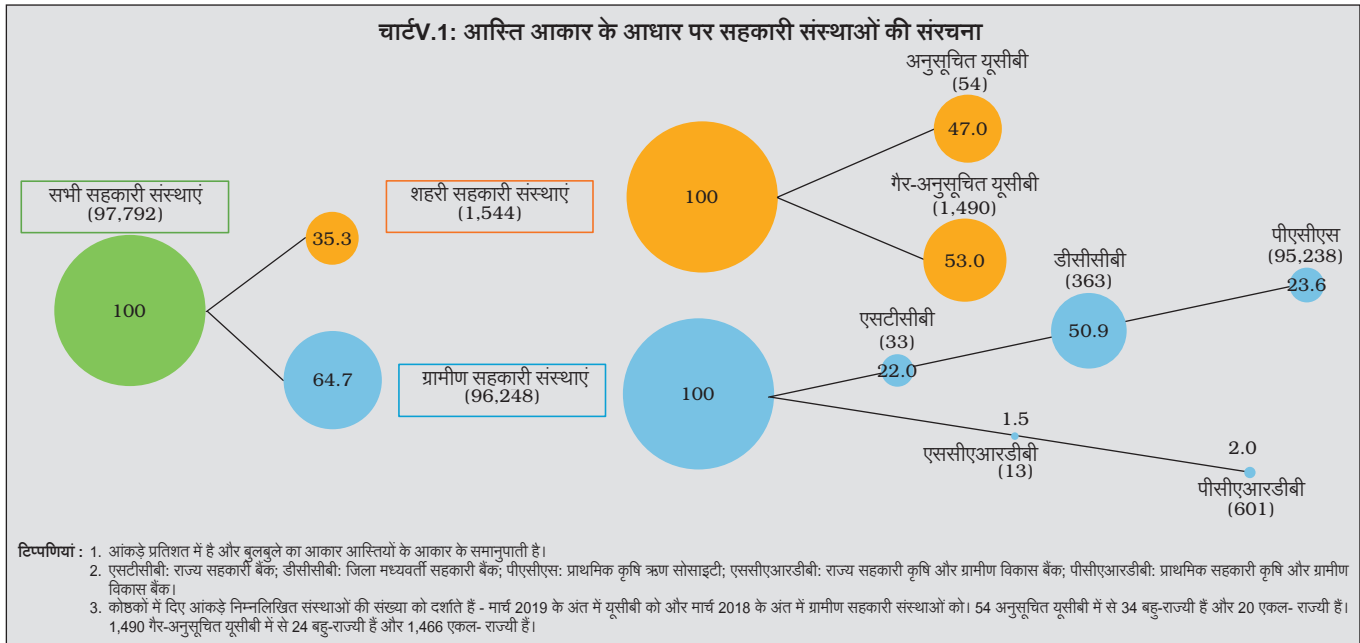 चार्टV.1: आस्ति आकार के आधार पर सहकारी संस्थाओं की संरचना
सभी सहकारी संस्थाएं
(97,792)
100
35.3
64.7
शहरी सहकारी संस्थाएं
(1,544)
100
अनुसूचित यूसीबी
(54)
47.0
गैर-अनुसूचित यूसीबी
(1,490)
53.0
ग्रामीण सहकारी संस्थाएं
(96,248)
100
एसटीसीबी
(33)
22.0
डीसीसीबी
(363)
50.9
पीएसीएस
(95,238)
23.6
1.5
एससीएआरडीबी
(13)
2.0
पीसीएआरडीबी
(601)
टिप्पणियां : 1. आंकड़े प्रतिशत में है और बुलबुले का आकार आस्तियों के आकार के समानुपाती है।
2. एसटीसीबी: राज्य सहकारी बैंक; डीसीसीबी: जिला मध्यवर्ती सहकारी बैंक; पीएसीएस: प्राथमिक कृषि ऋण सोसाइटी; एससीएआरडीबी: राज्य सहकारी कृषि और ग्रामीण विकास बैंक; पीसीएआरडीबी: प्राथमिक सहकारी कृषि और ग्रामीण
विकास बैंक।
3. कोष्ठकों में दिए आंकड़े निम्नलिखित संस्थाओं की संख्या को दर्शाते हैं - मार्च 2019 के अंत में यूसीबी को और मार्च 2018 के अंत में ग्रामीण सहकारी संस्थाओं को। 54 अनुसूचित यूसीबी में से 34 बहु-राज्यी हैं और 20 एकल- राज्यी हैं।
1,490 गैर-अनुसूचित यूसीबी में से 24 बहु-राज्यी हैं और 1,466 एकल- राज्यी हैं।